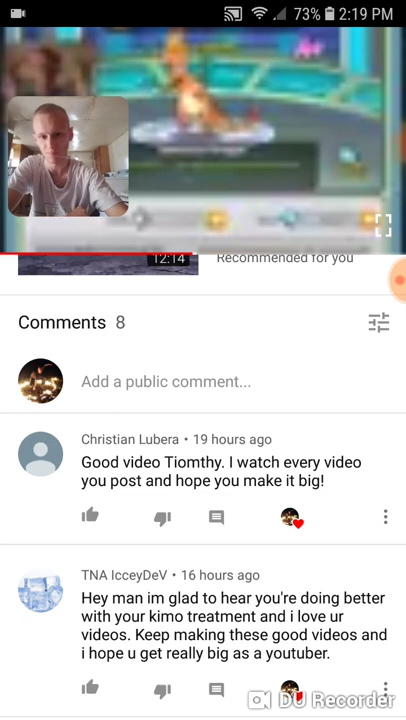 73% 2:19 PM
12:14 Recommended for you
Comments 8
Add a public comment...
Christian Lubera • 19 hours ago
Good video Tiomthy. I watch every video
you post and hope you make it big!
TNA IcceyDeV • 16 hours ago
Hey man im glad to hear you're doing better
with your kimo treatment and i love ur
videos. Keep making these good videos and
i hope u get really big as a youtuber.
DU Recorder